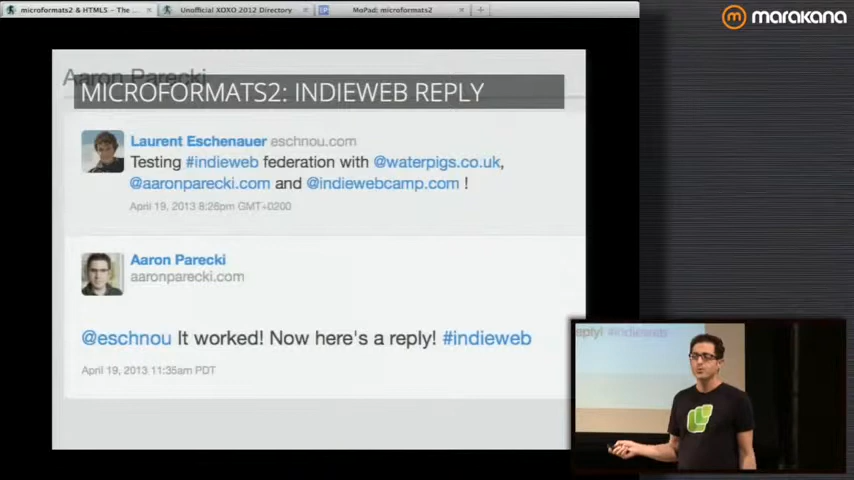 microformats2 & HTML5 – The ...
Unofficial XOXO 2012 Directory
MoPad: microformats2
marakana
Aaron Parecki
MICROFORMATS2: INDIEWEB REPLY
Laurent Eschenauer eschnou.com
Testing #indieweb federation with @waterpigs.co.uk,
@aaronparecki.com and @indiewebcamp.com !
April 19, 2013 8:26pm GMT+0200
Aaron Parecki
aaronparecki.com
@eschnou It worked! Now here's a reply! #indieweb
April 19, 2013 11:35am PDT
reply! #indieweb